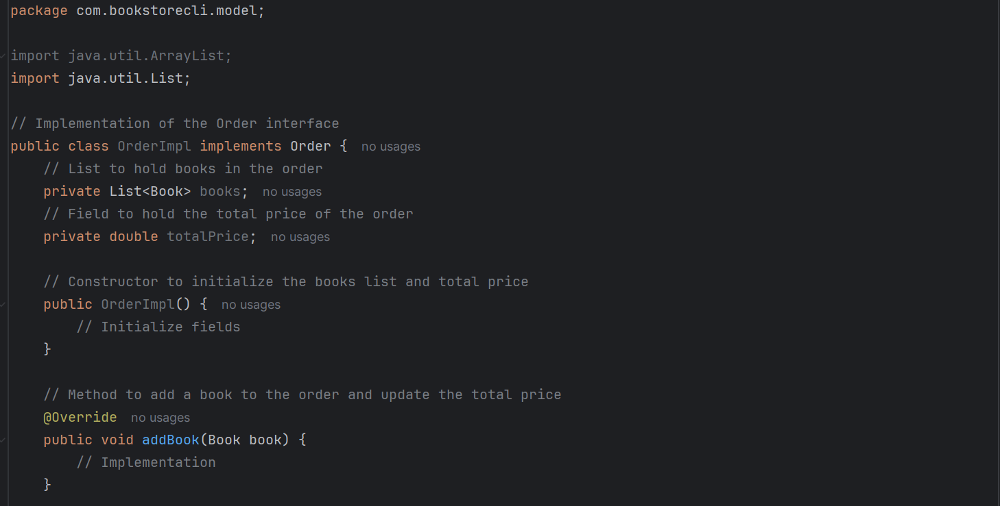 package com.bookstorecli.model;
import java.util.ArrayList;
import java.util.List;
// Implementation of the Order interface
public class OrderImpl implements Order { no usages
// List to hold books in the order
private List<Book> books; no usages
// Field to hold the total price of the order
private double totalPrice; no usages
// Constructor to initialize the books list and total price
public OrderImpl() { no usages
// Initialize fields
}
// Method to add a book to the order and update the total price
@Override no usages
public void addBook(Book book) {
// Implementation
}